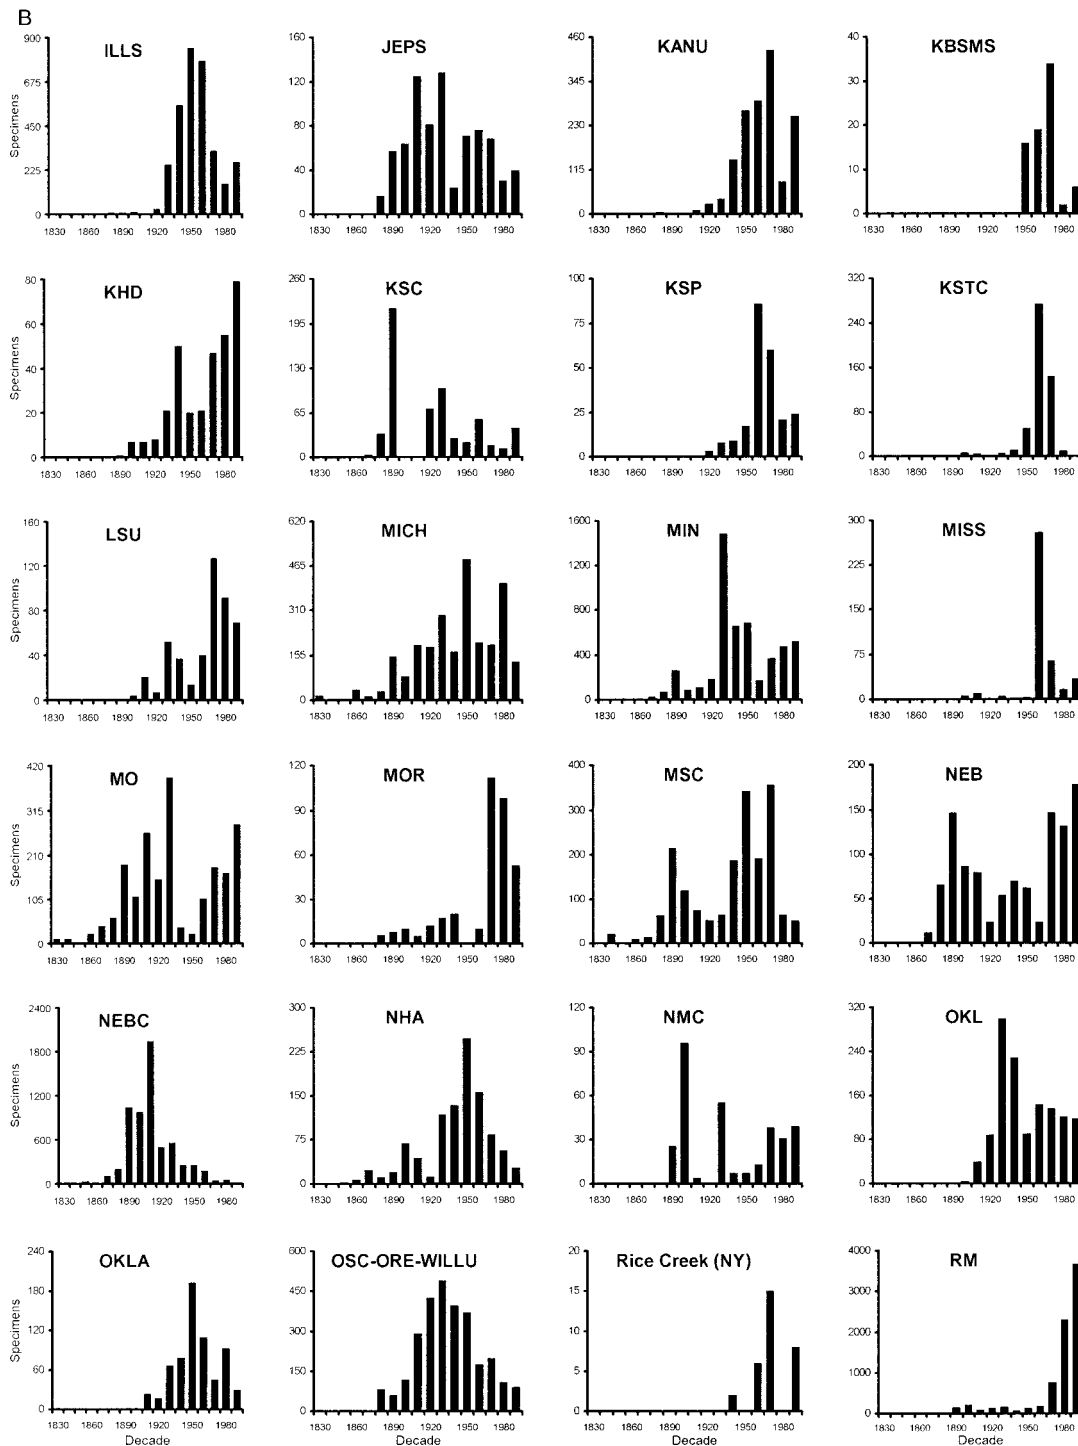 B
ILLS
900
675
450
225
0
Specimens
1830 1860 1890 1920 1950 1980
JEPS
160
120
80
40
0
1830 1860 1890 1920 1950 1980
KANU
460
345
230
115
0
1830 1860 1890 1920 1950 1980
KBSMS
40
30
20
10
0
1830 1860 1890 1920 1950 1980
KHD
80
60
40
20
0
Specimens
1830 1860 1890 1920 1950 1980
KSC
260
195
130
65
0
1830 1860 1890 1920 1950 1980
KSP
100
75
50
25
0
1830 1860 1890 1920 1950 1980
KSTC
320
240
160
80
0
1830 1860 1890 1920 1950 1980
LSU
160
120
80
40
0
Specimens
1830 1860 1890 1920 1950 1980
MICH
620
465
310
155
0
1830 1860 1890 1920 1950 1980
MIN
1600
1200
800
400
0
1830 1860 1890 1920 1950 1980
MISS
300
225
150
75
0
1830 1860 1890 1920 1950 1980
MO
420
315
210
105
0
Specimens
1830 1860 1890 1920 1950 1980
MOR
120
90
60
30
0
1830 1860 1890 1920 1950 1980
MSC
400
300
200
100
0
1830 1860 1890 1920 1950 1980
NEB
200
150
100
50
0
1830 1860 1890 1920 1950 1980
NEBC
2400
1800
1200
600
0
Specimens
1830 1860 1890 1920 1950 1980
NHA
300
225
150
75
0
1830 1860 1890 1920 1950 1980
NMC
120
90
60
30
0
1830 1860 1890 1920 1950 1980
OKL
320
240
160
80
0
1830 1860 1890 1920 1950 1980
OKLA
240
180
120
60
0
Specimens
1830 1860 1890 1920 1950 1980
Decade
OSC-ORE-WILLU
600
450
300
150
0
1830 1860 1890 1920 1950 1980
Decade
Rice Creek (NY)
20
15
10
5
0
1830 1860 1890 1920 1950 1980
Decade
RM
4000
3000
2000
1000
0
1830 1860 1890 1920 1950 1980
Decade